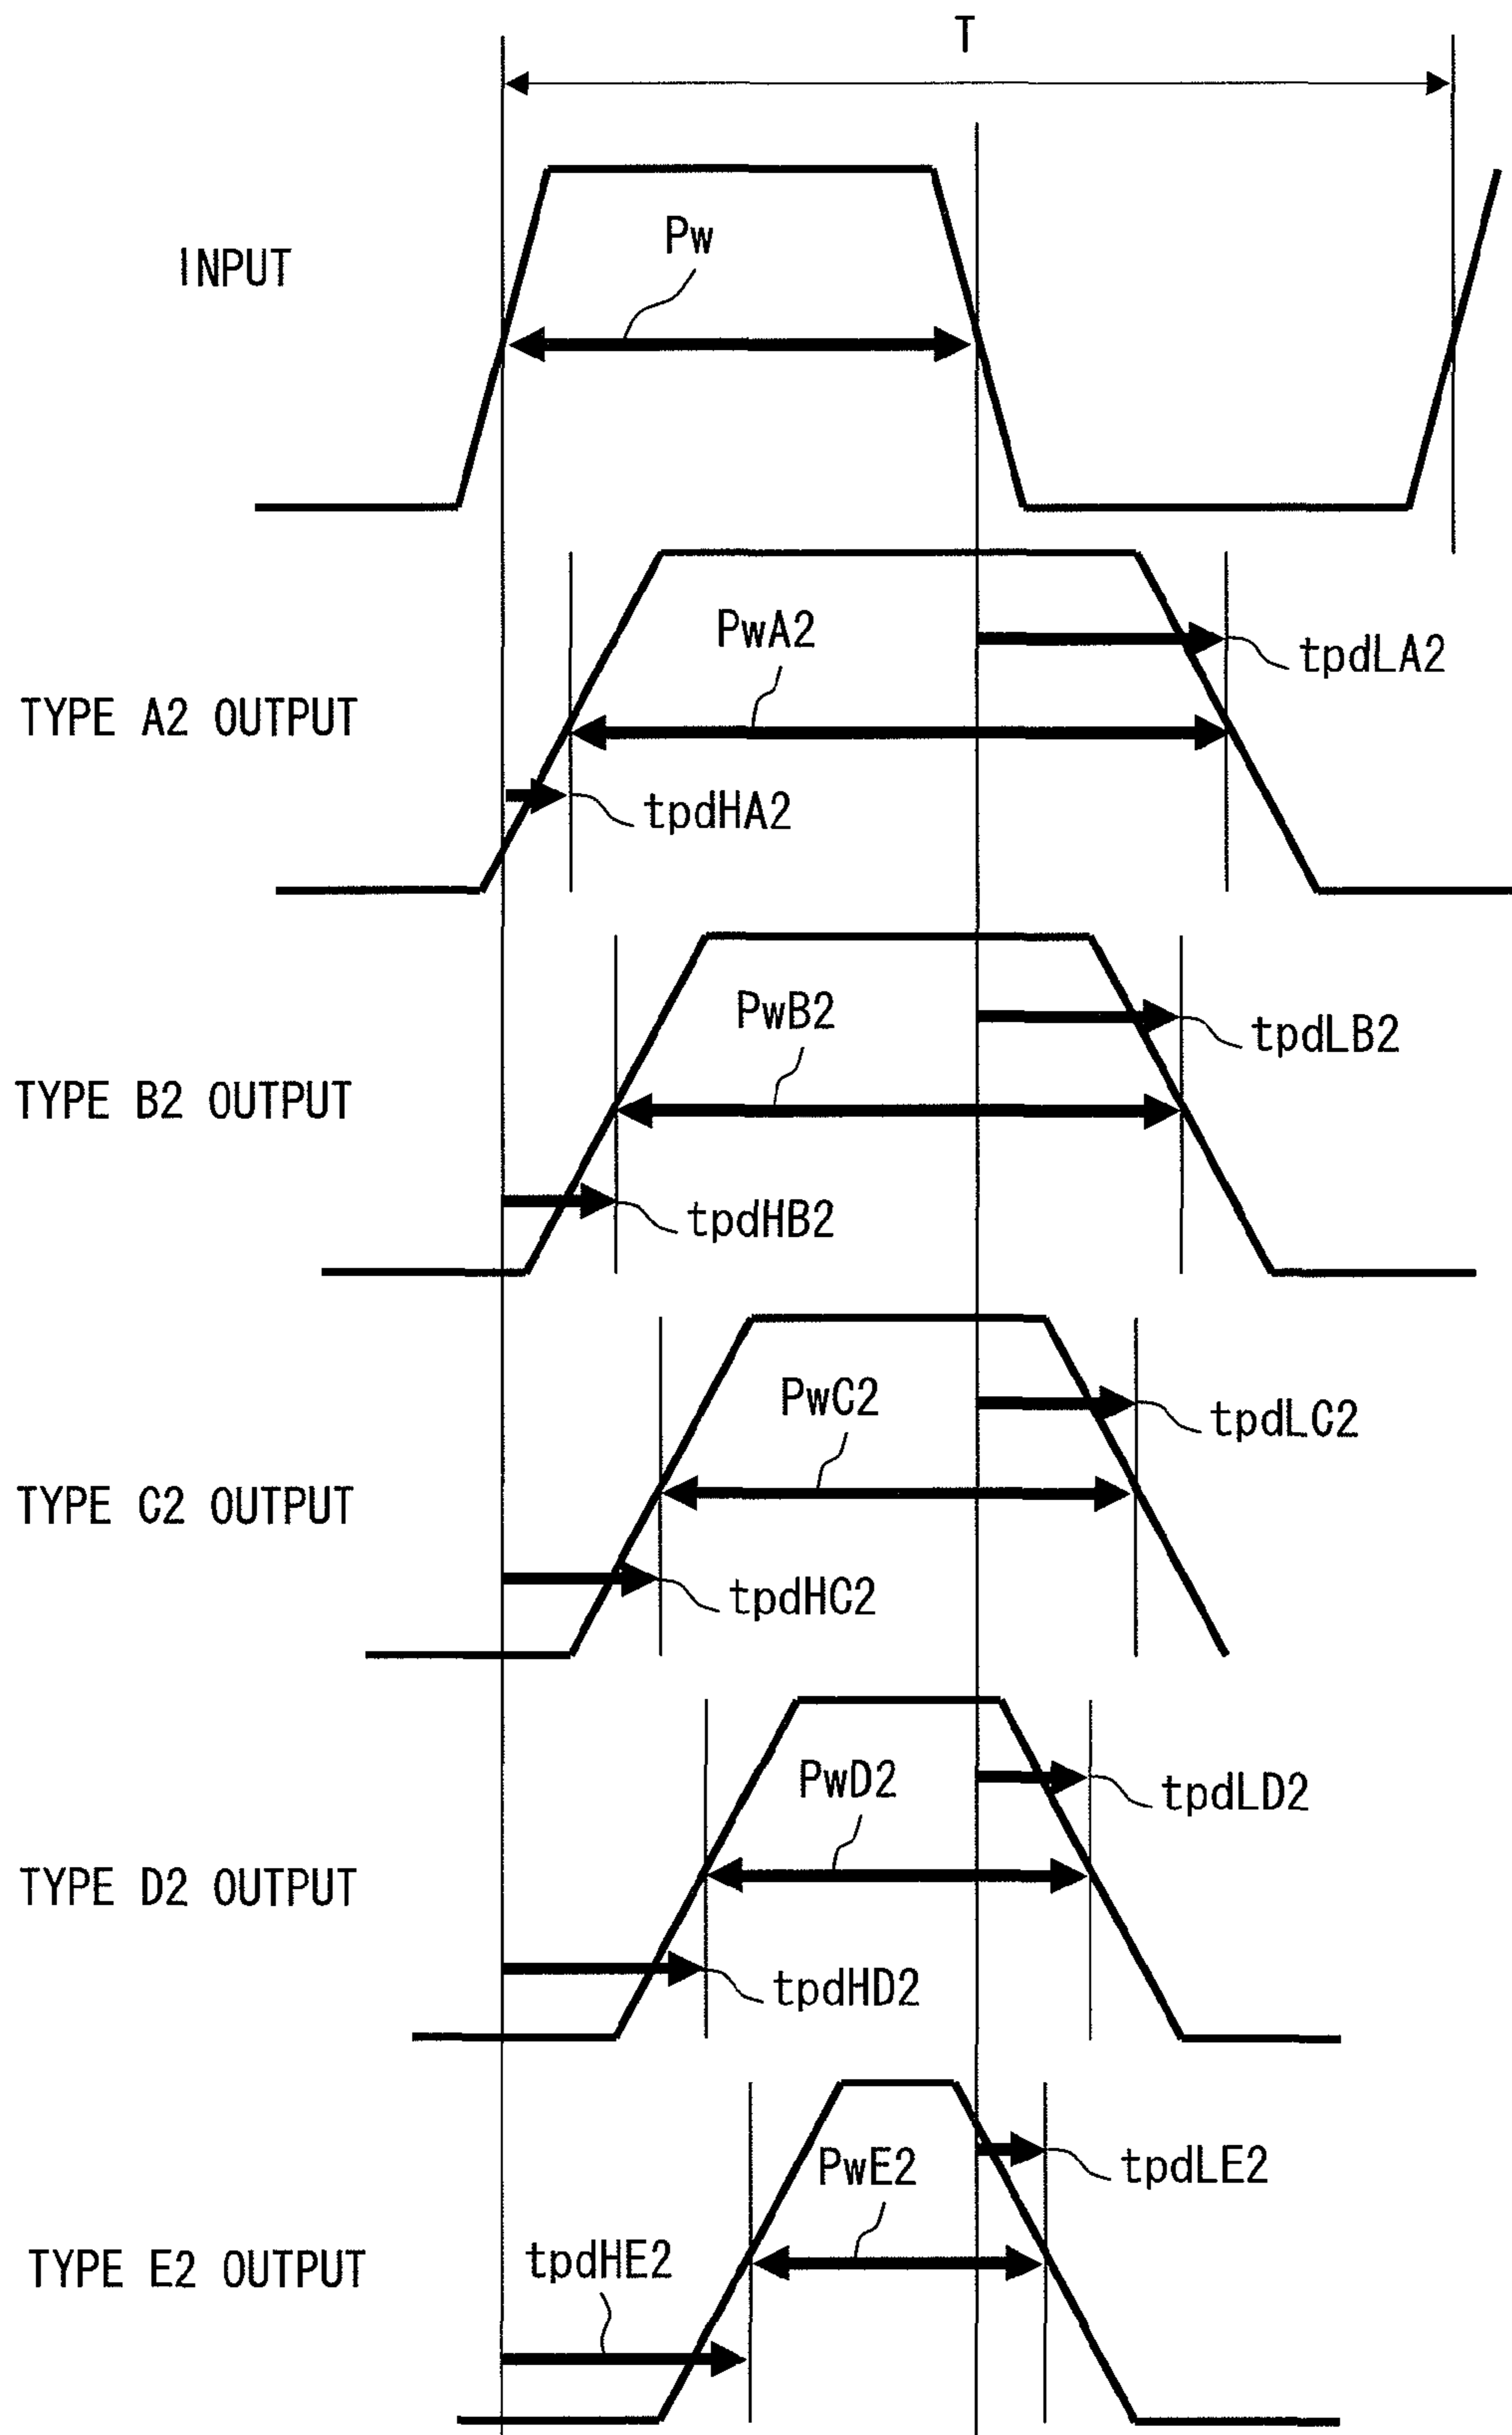 T
Pw
INPUT
PwA2
tpdLA2
TYPE A2 OUTPUT
tpdHA2
PwB2
tpdLB2
TYPE B2 OUTPUT
tpdHB2
PwC2
tpdLC2
TYPE C2 OUTPUT
tpdHC2
PwD2
tpdLD2
TYPE D2 OUTPUT
tpdHD2
PwE2
tpdLE2
tpdHE2
TYPE E2 OUTPUT